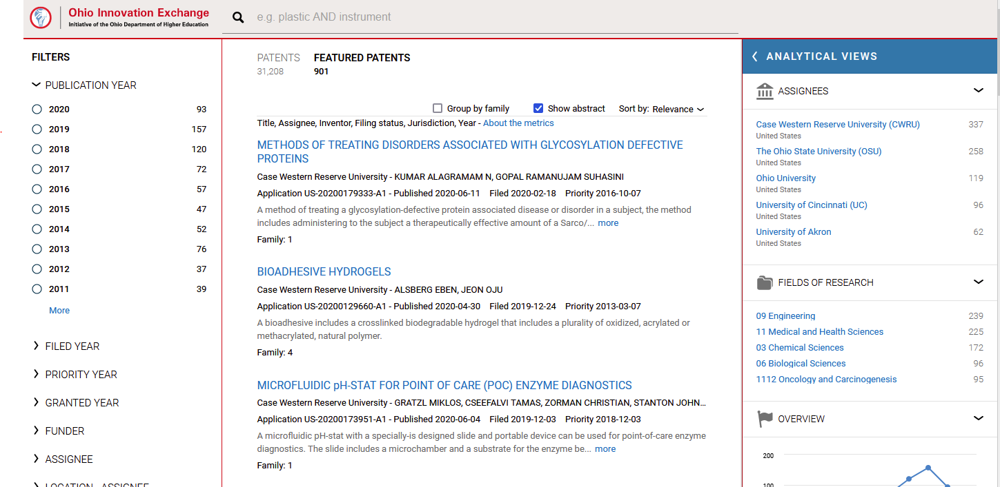 Ohio Innovation Exchange
Initiative of the Ohio Department of Higher Education
e.g. plastic AND instrument
FILTERS
PUBLICATION YEAR
2020 93
2019 157
2018 120
2017 72
2016 57
2015 47
2014 52
2013 76
2012 37
2011 39
More
FILED YEAR
PRIORITY YEAR
GRANTED YEAR
FUNDER
ASSIGNEE
LOCATION - ASSIGNEE
PATENTS FEATURED PATENTS
31,208 901
Group by family Show abstract Sort by: Relevance
Title, Assignee, Inventor, Filing status, Jurisdiction, Year - About the metrics
METHODS OF TREATING DISORDERS ASSOCIATED WITH GLYCOSYLATION DEFECTIVE
PROTEINS
Case Western Reserve University - KUMAR ALAGRAMAM N, GOPAL RAMANUJAM SUHASINI
Application US-20200179333-A1 - Published 2020-06-11 Filed 2020-02-18 Priority 2016-10-07
A method of treating a glycosylation-defective protein associated disease or disorder in a subject, the method
includes administering to the subject a therapeutically effective amount of a Sarco/... more
Family: 1
BIOADHESIVE HYDROGELS
Case Western Reserve University - ALSBERG EBEN, JEON OJU
Application US-20200129660-A1 - Published 2020-04-30 Filed 2019-12-24 Priority 2013-03-07
A bioadhesive includes a crosslinked biodegradable hydrogel that includes a plurality of oxidized, acrylated or
methacrylated, natural polymer.
Family: 4
MICROFLUIDIC pH-STAT FOR POINT OF CARE (POC) ENZYME DIAGNOSTICS
Case Western Reserve University - GRATZL MIKLOS, CSEEFALVI TAMAS, ZORMAN CHRISTIAN, STANTON JOHN...
Application US-20200173951-A1 - Published 2020-06-04 Filed 2019-12-03 Priority 2018-12-03
A microfluidic pH-stat with a specially-is designed slide and portable device can be used for point-of-care enzyme
diagnostics. The slide includes a microchamber and a substrate for the enzyme be... more
Family: 1
ANALYTICAL VIEWS
ASSIGNEES
Case Western Reserve University (CWRU) 337
United States
The Ohio State University (OSU) 258
United States
Ohio University 119
United States
University of Cincinnati (UC) 96
United States
University of Akron 62
United States
FIELDS OF RESEARCH
09 Engineering 239
11 Medical and Health Sciences 225
03 Chemical Sciences 172
06 Biological Sciences 96
1112 Oncology and Carcinogenesis 95
OVERVIEW
200
100